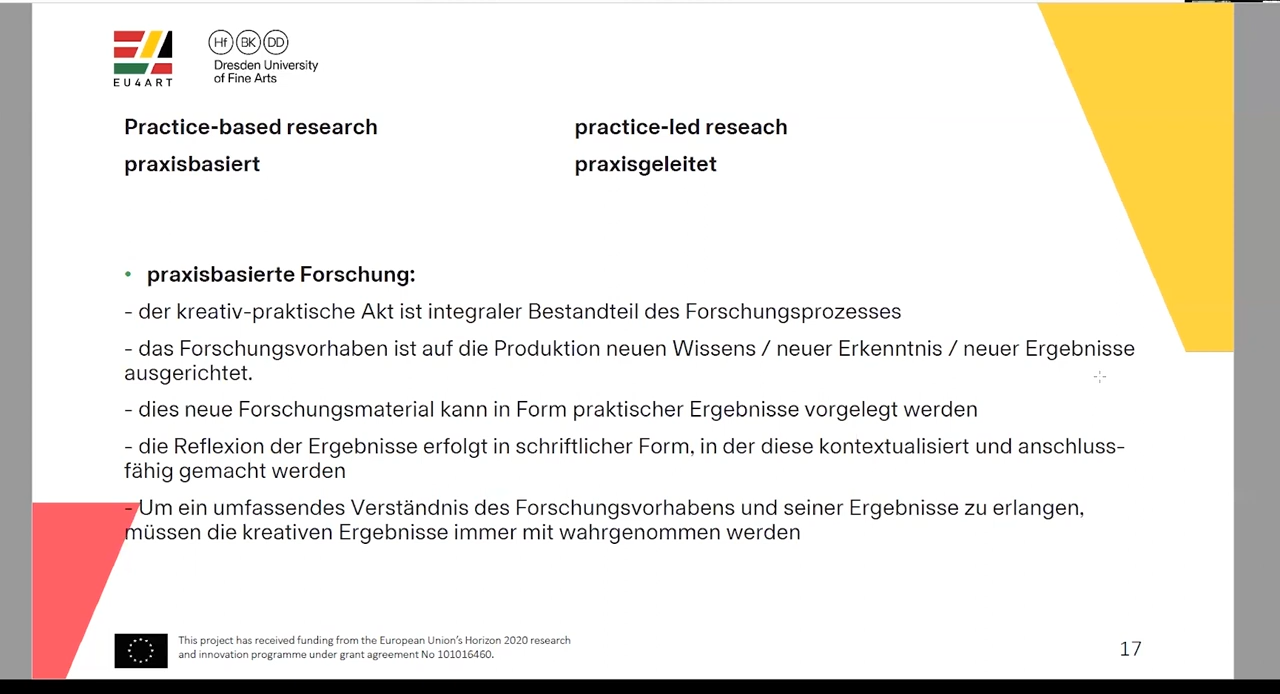 EU4ART
Hf BK DD
Dresden University
of Fine Arts
Practice-based research
practice-led reseach
praxisbasiert
praxisgeleitet
• praxisbasierte Forschung:
- der kreativ-praktische Akt ist integraler Bestandteil des Forschungsprozesses
- das Forschungsvorhaben ist auf die Produktion neuen Wissens / neuer Erkenntnis / neuer Ergebnisse
ausgerichtet.
- dies neue Forschungsmaterial kann in Form praktischer Ergebnisse vorgelegt werden
- die Reflexion der Ergebnisse erfolgt in schriftlicher Form, in der diese kontextualisiert und anschluss-
fähig gemacht werden
- Um ein umfassendes Verständnis des Forschungsvorhabens und seiner Ergebnisse zu erlangen,
müssen die kreativen Ergebnisse immer mit wahrgenommen werden
This project has received funding from the European Union's Horizon 2020 research
and innovation programme under grant agreement No 101016460.
17